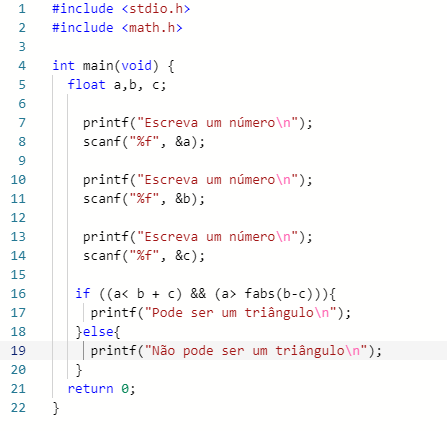 1 #include <stdio.h>
2 #include <math.h>
3
4 int main(void) {
5   float a,b, c;
6
7     printf("Escreva um número\n");
8     scanf("%f", &a);
9
10     printf("Escreva um número\n");
11     scanf("%f", &b);
12
13     printf("Escreva um número\n");
14     scanf("%f", &c);
15
16    if ((a< b + c) && (a> fabs(b-c))){
17      printf("Pode ser um triângulo\n");
18    }else{
19      printf("Não pode ser um triângulo\n");
20    }
21   return 0;
22 }